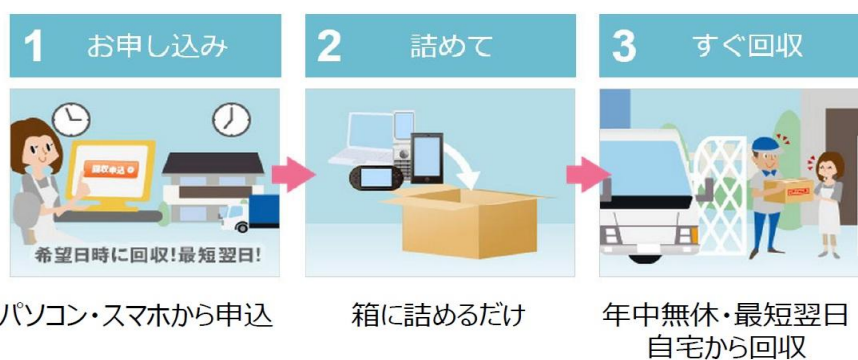 1 お申し込み
2 詰めて
3 すぐ回収
回収申込
希望日時に回収!最短翌日!
パソコン・スマホから申込
箱に詰めるだけ
年中無休・最短翌日
自宅から回収